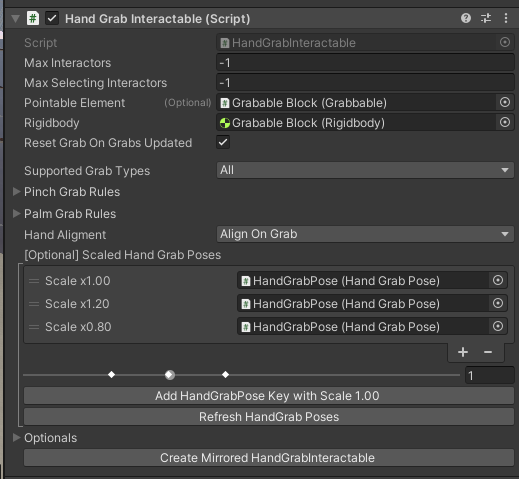 Hand Grab Interactable (Script)
Script HandGrabInteractable
Max Interactors -1
Max Selecting Interactors -1
Pointable Element (Optional) Grabable Block (Grabbable)
Rigidbody Grabable Block (Rigidbody)
Reset Grab On Grabs Updated
Supported Grab Types All
Pinch Grab Rules
Palm Grab Rules
Hand Aligment Align On Grab
[Optional] Scaled Hand Grab Poses
Scale x1.00 HandGrabPose (Hand Grab Pose)
Scale x1.20 HandGrabPose (Hand Grab Pose)
Scale x0.80 HandGrabPose (Hand Grab Pose)
+ −
1
Add HandGrabPose Key with Scale 1.00
Refresh HandGrab Poses
Optionals
Create Mirrored HandGrabInteractable